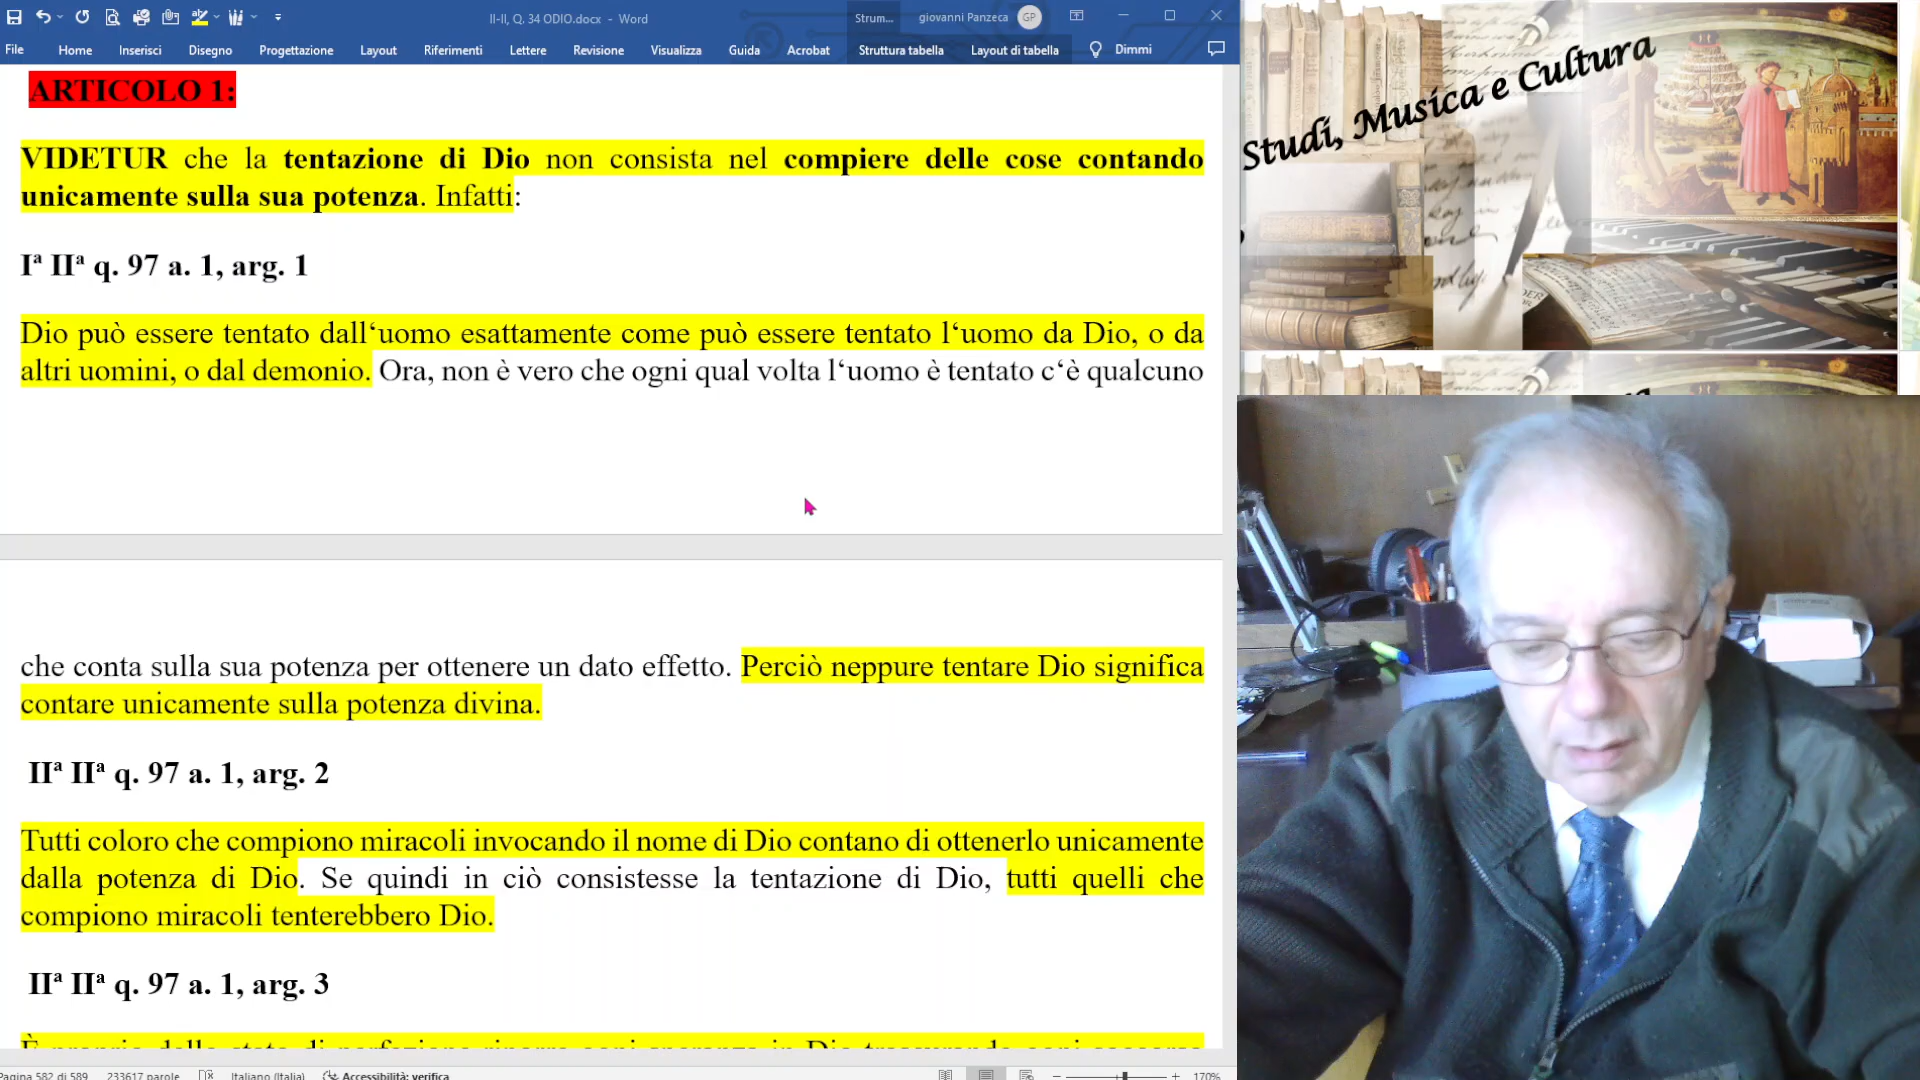 II-II, Q. 34 ODIO.docx - Word
Strum...
giovanni Panzeca
GP
File Home Inserisci Disegno Progettazione Layout Riferimenti Lettere Revisione Visualizza Guida Acrobat Struttura tabella Layout di tabella Dimmi
ARTICOLO 1:
VIDETUR che la tentazione di Dio non consista nel compiere delle cose contando
unicamente sulla sua potenza. Infatti:
Iª IIª q. 97 a. 1, arg. 1
Dio può essere tentato dall‘uomo esattamente come può essere tentato l‘uomo da Dio, o da
altri uomini, o dal demonio. Ora, non è vero che ogni qual volta l‘uomo è tentato c‘è qualcuno
che conta sulla sua potenza per ottenere un dato effetto. Perciò neppure tentare Dio significa
contare unicamente sulla potenza divina.
IIª IIª q. 97 a. 1, arg. 2
Tutti coloro che compiono miracoli invocando il nome di Dio contano di ottenerlo unicamente
dalla potenza di Dio. Se quindi in ciò consistesse la tentazione di Dio, tutti quelli che
compiono miracoli tenterebbero Dio.
IIª IIª q. 97 a. 1, arg. 3
Pagina 582 di 589 233617 parole Italiano (Italia) Accessibilità: verifica 170%
Studi, Musica e Cultura